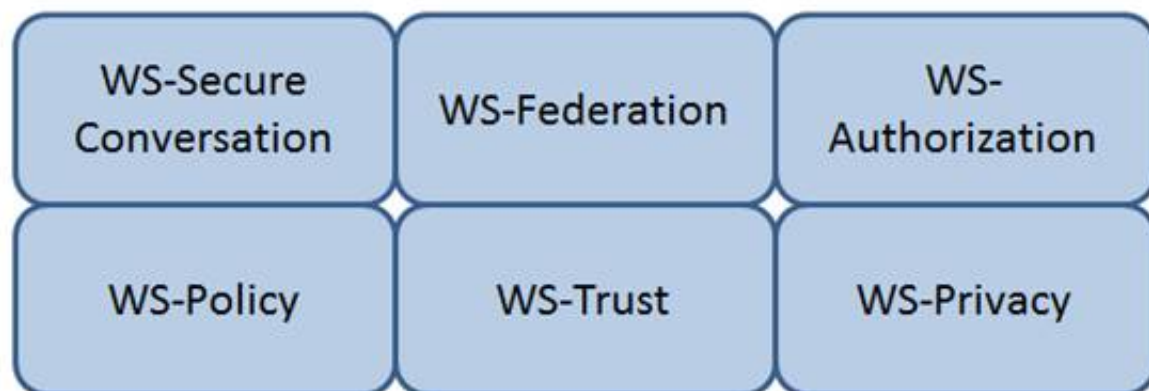 WS-Secure
Conversation
WS-Federation
WS-
Authorization
WS-Policy
WS-Trust
WS-Privacy